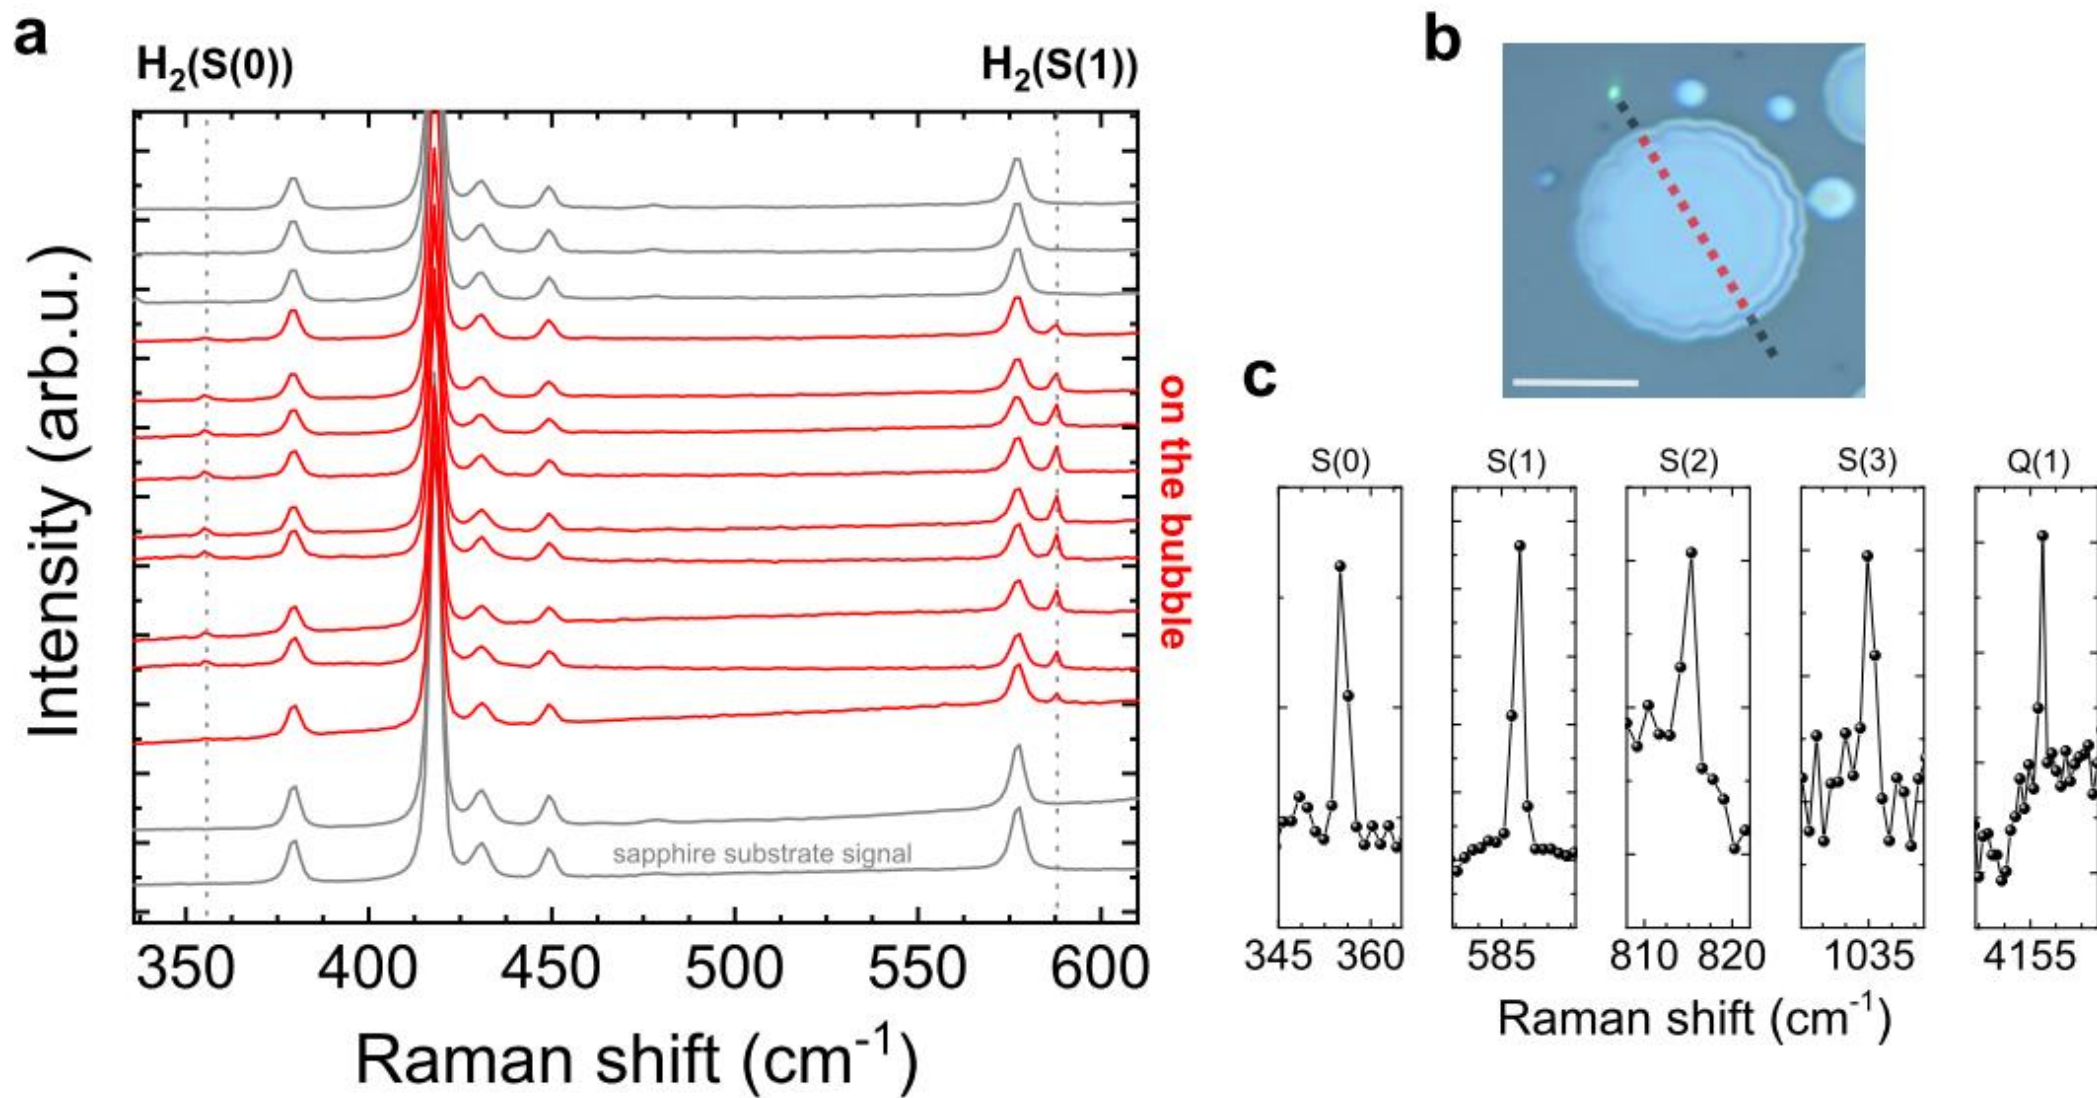 a
H₂(S(0))
H₂(S(1))
Intensity (arb.u.)
on the bubble
sapphire substrate signal
350 400 450 500 550 600
Raman shift (cm⁻¹)
b
c
S(0) S(1) S(2) S(3) Q(1)
345 360 585 810 820 1035 4155
Raman shift (cm⁻¹)